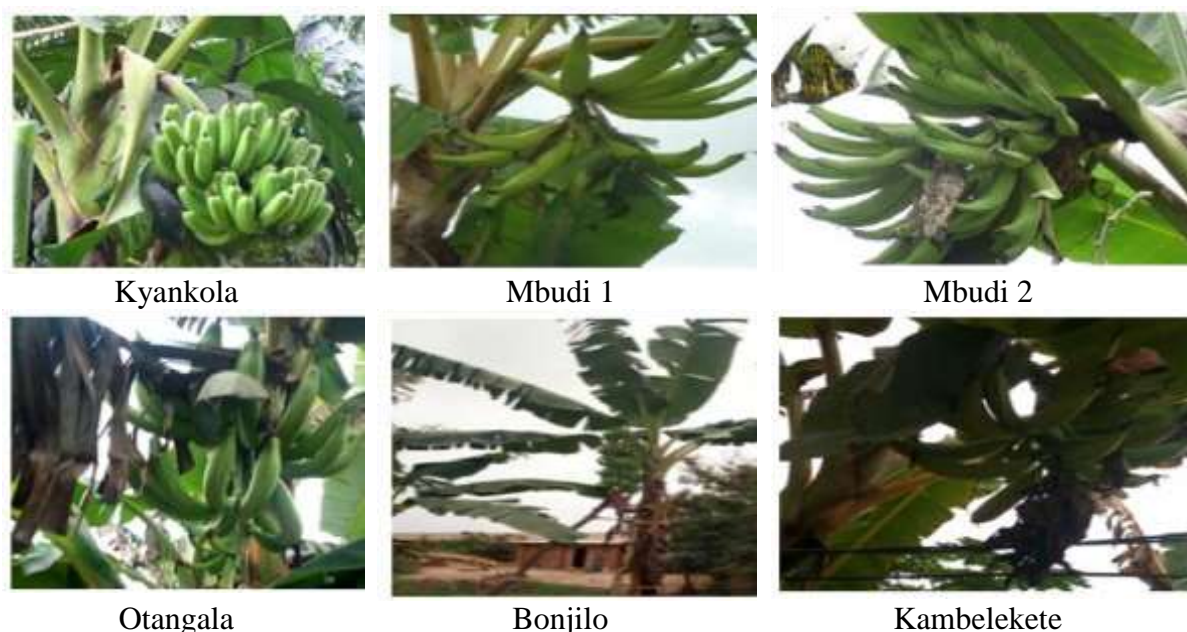 Kyankola
Mbudi 1
Mbudi 2
Otangala
Bonjilo
Kambelekete